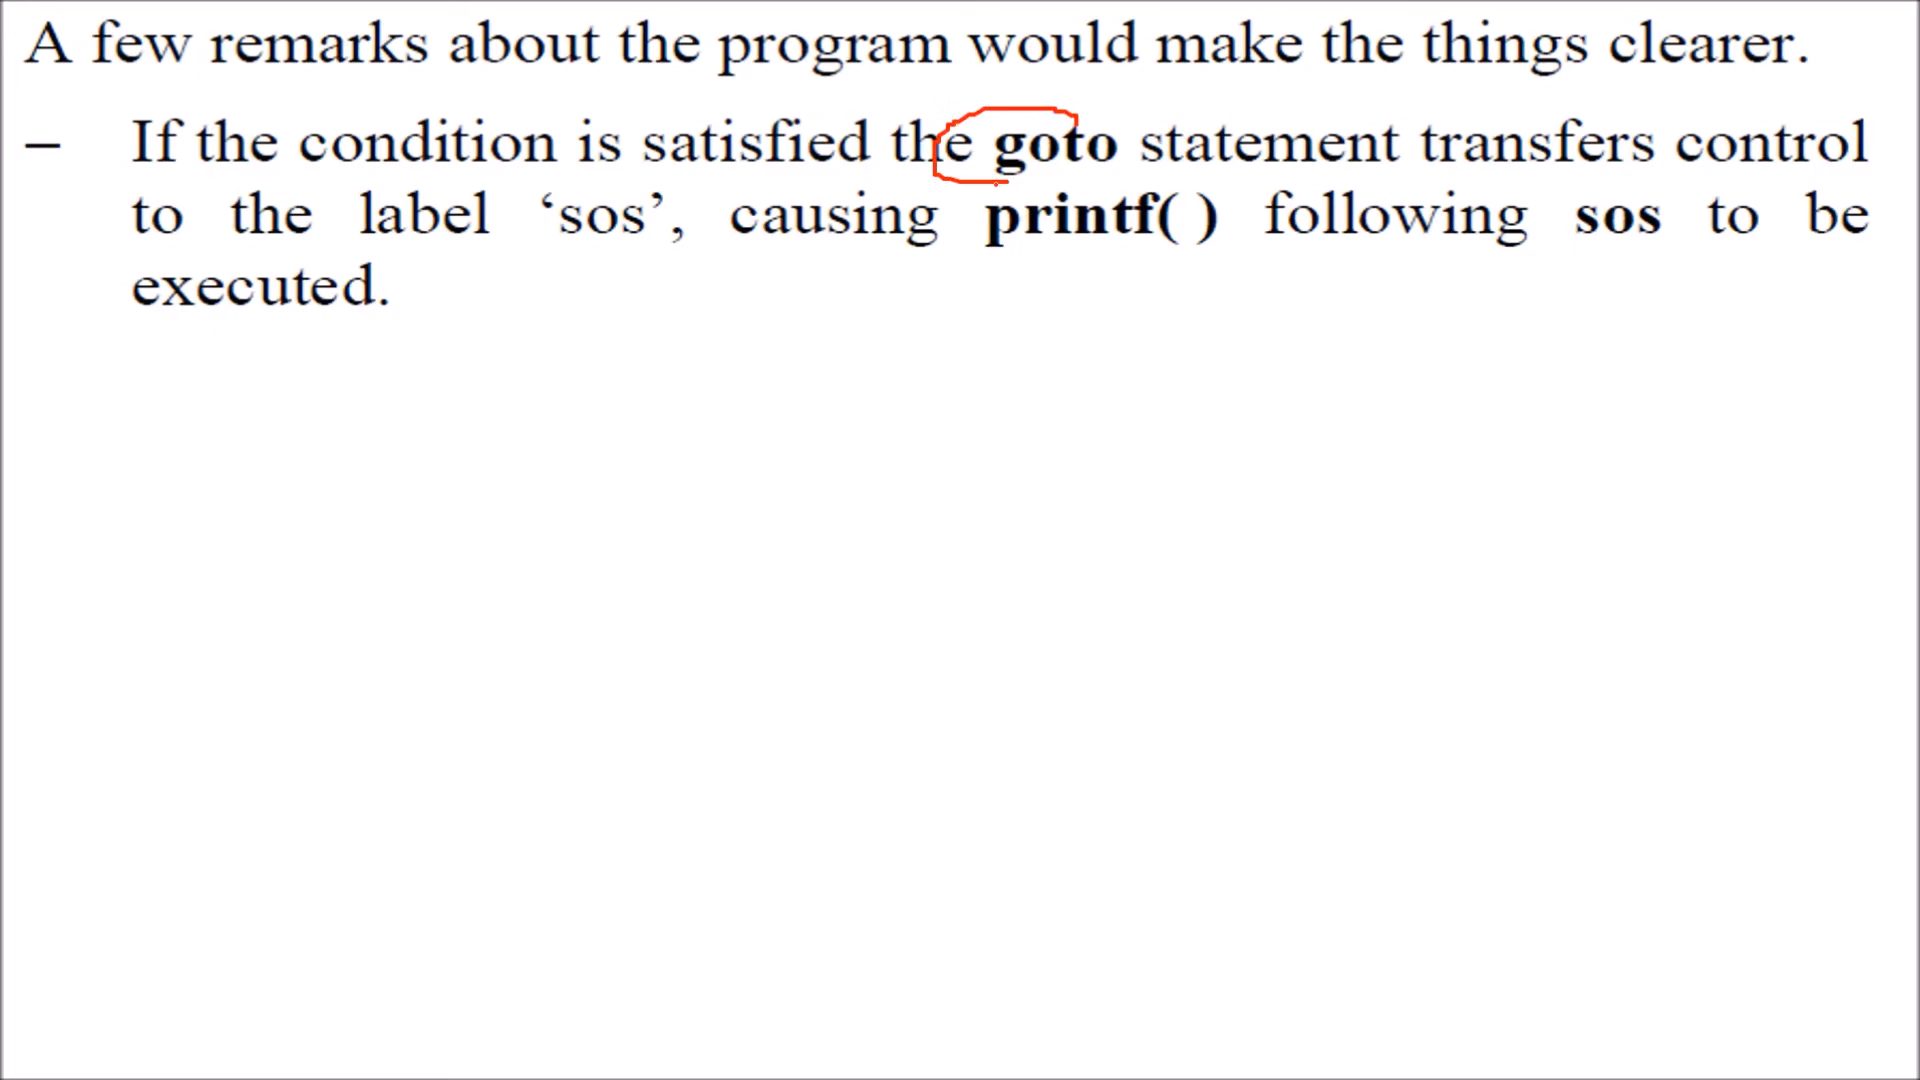 A few remarks about the program would make the things clearer.
– If the condition is satisfied the goto statement transfers control
to the label ‘sos’, causing printf( ) following sos to be
executed.